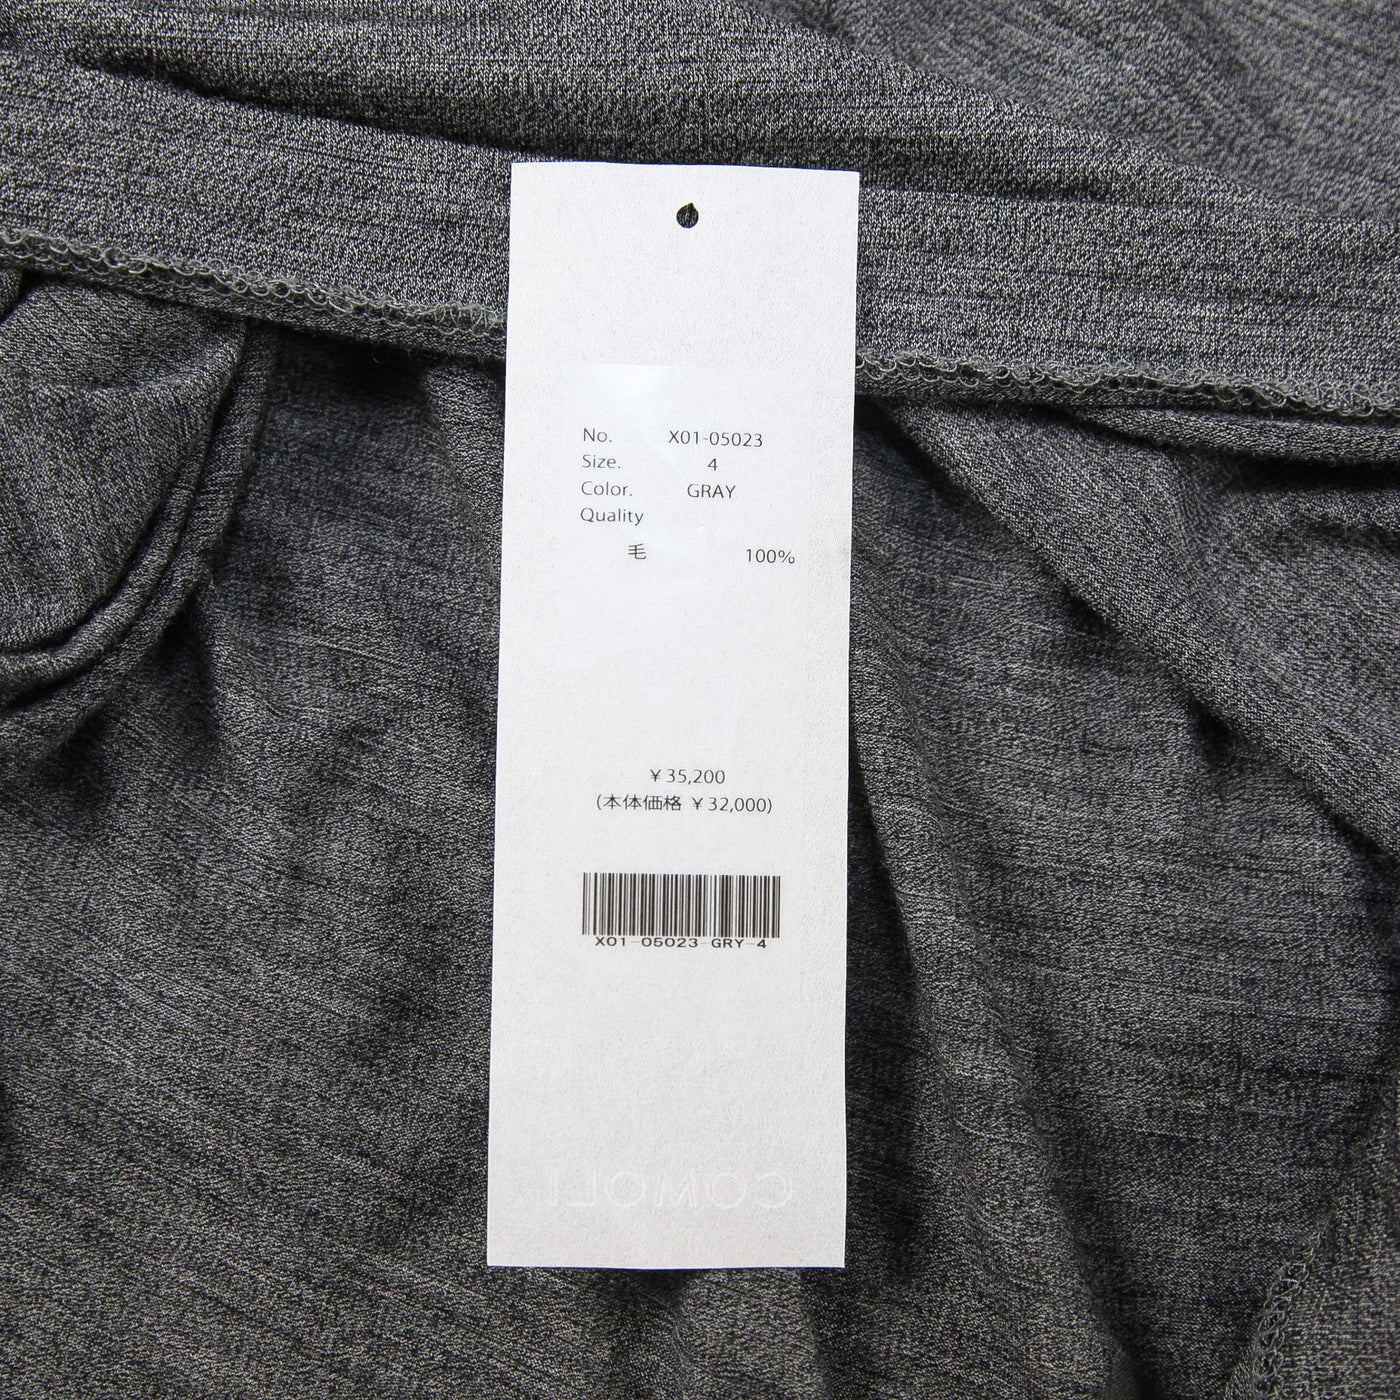 No. X01-05023
Size. 4
Color. GRAY
Quality
毛 100%
￥35,200
(本体価格 ￥32,000)
X01-05023-GRY-4
COMOLI